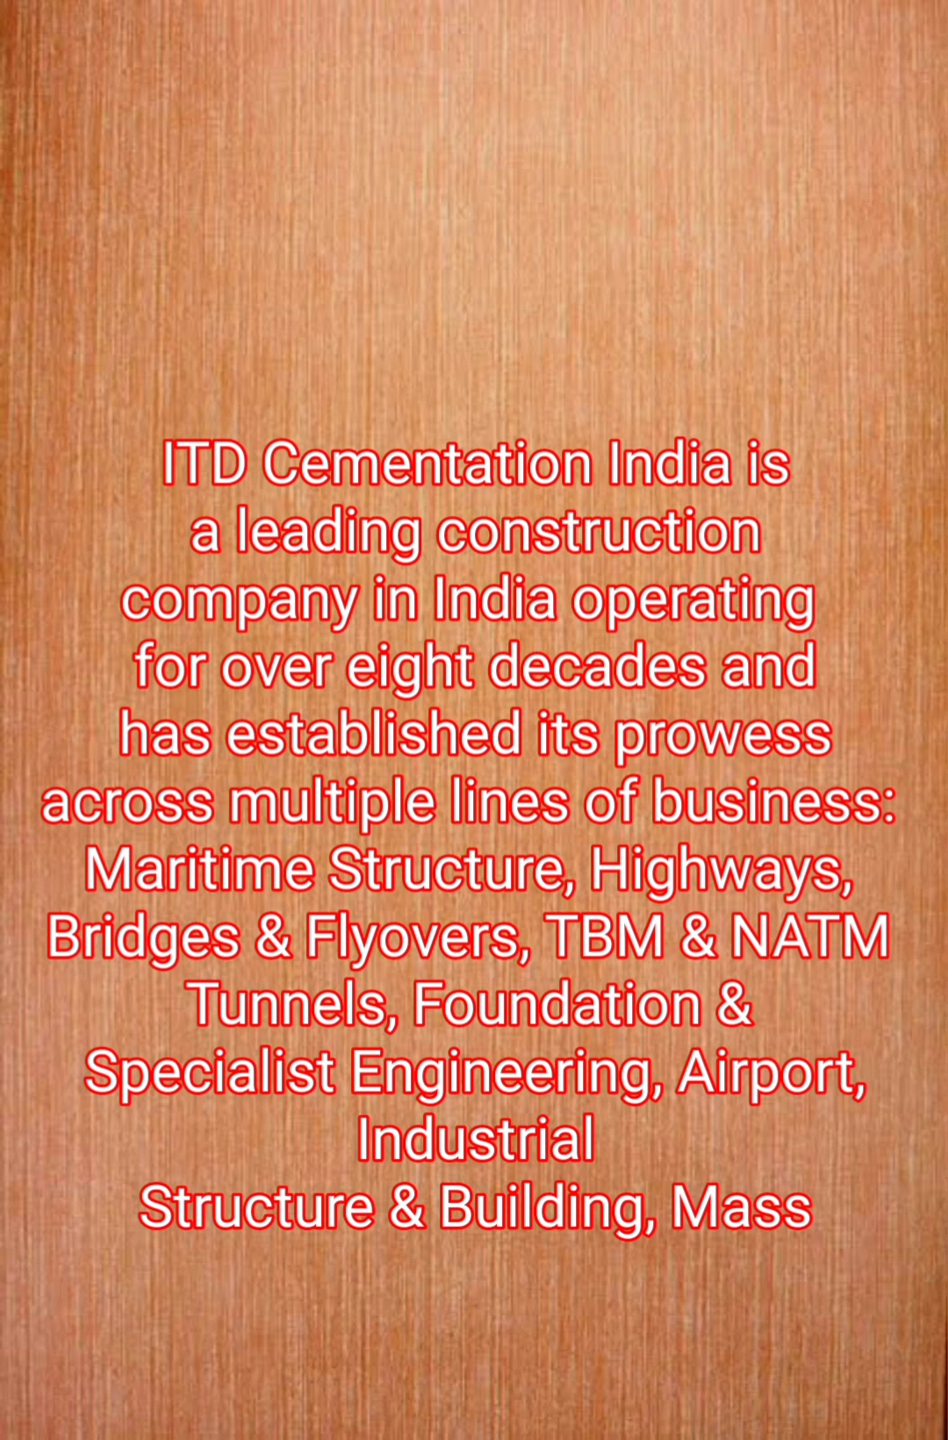 ITD Cementation India is
a leading construction
company in India operating
for over eight decades and
has established its prowess
across multiple lines of business:
Maritime Structure, Highways,
Bridges & Flyovers, TBM & NATM
Tunnels, Foundation &
Specialist Engineering, Airport,
Industrial
Structure & Building, Mass